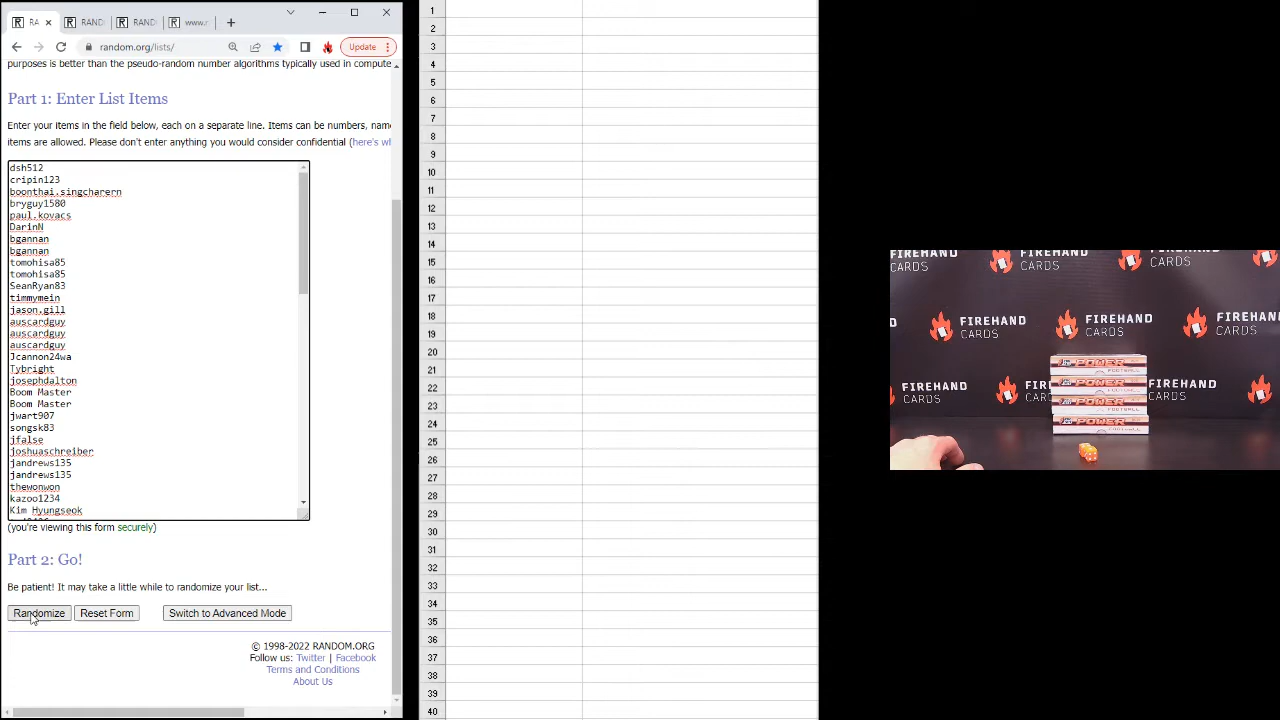 RA
RAND
RAND
www.r
random.org/lists/
Update
purposes is better than the pseudo-random number algorithms typically used in compute
Part 1: Enter List Items
Enter your items in the field below, each on a separate line. Items can be numbers, nam
items are allowed. Please don't enter anything you would consider confidential (here's wh
dsh512
cripin123
boonthai.singcharern
bryguy1580
paul.kovacs
DarinN
bgannan
bgannan
tomohisa85
tomohisa85
SeanRyan83
timmymein
jason.gill
auscardguy
auscardguy
auscardguy
Jcannon24wa
Tybright
josephdalton
Boom Master
Boom Master
jwart907
songsk83
jfalse
joshuaschreiber
jandrews135
jandrews135
thewonwon
kazoo1234
Kim Hyungseok
(you're viewing this form securely)
Part 2: Go!
Be patient! It may take a little while to randomize your list...
Randomize
Reset Form
Switch to Advanced Mode
© 1998-2022 RANDOM.ORG
Follow us: Twitter | Facebook
Terms and Conditions
About Us
1
2
3
4
5
6
7
8
9
10
11
12
13
14
15
16
17
18
19
20
21
22
23
24
25
26
27
28
29
30
31
32
33
34
35
36
37
38
39
40
FIREHAND
CARDS
FIREHAND
CARDS
FIREHAND
CARDS
FIREHAND
CARDS
FIREHAND
CARDS
FIREHAND
CARDS
FIREHAND
CARDS
FIREHAND
CARDS
FIREHAND
CARDS
POWER
FOOTBALL
POWER
FOOTBALL
POWER
FOOTBALL
POWER
FOOTBALL